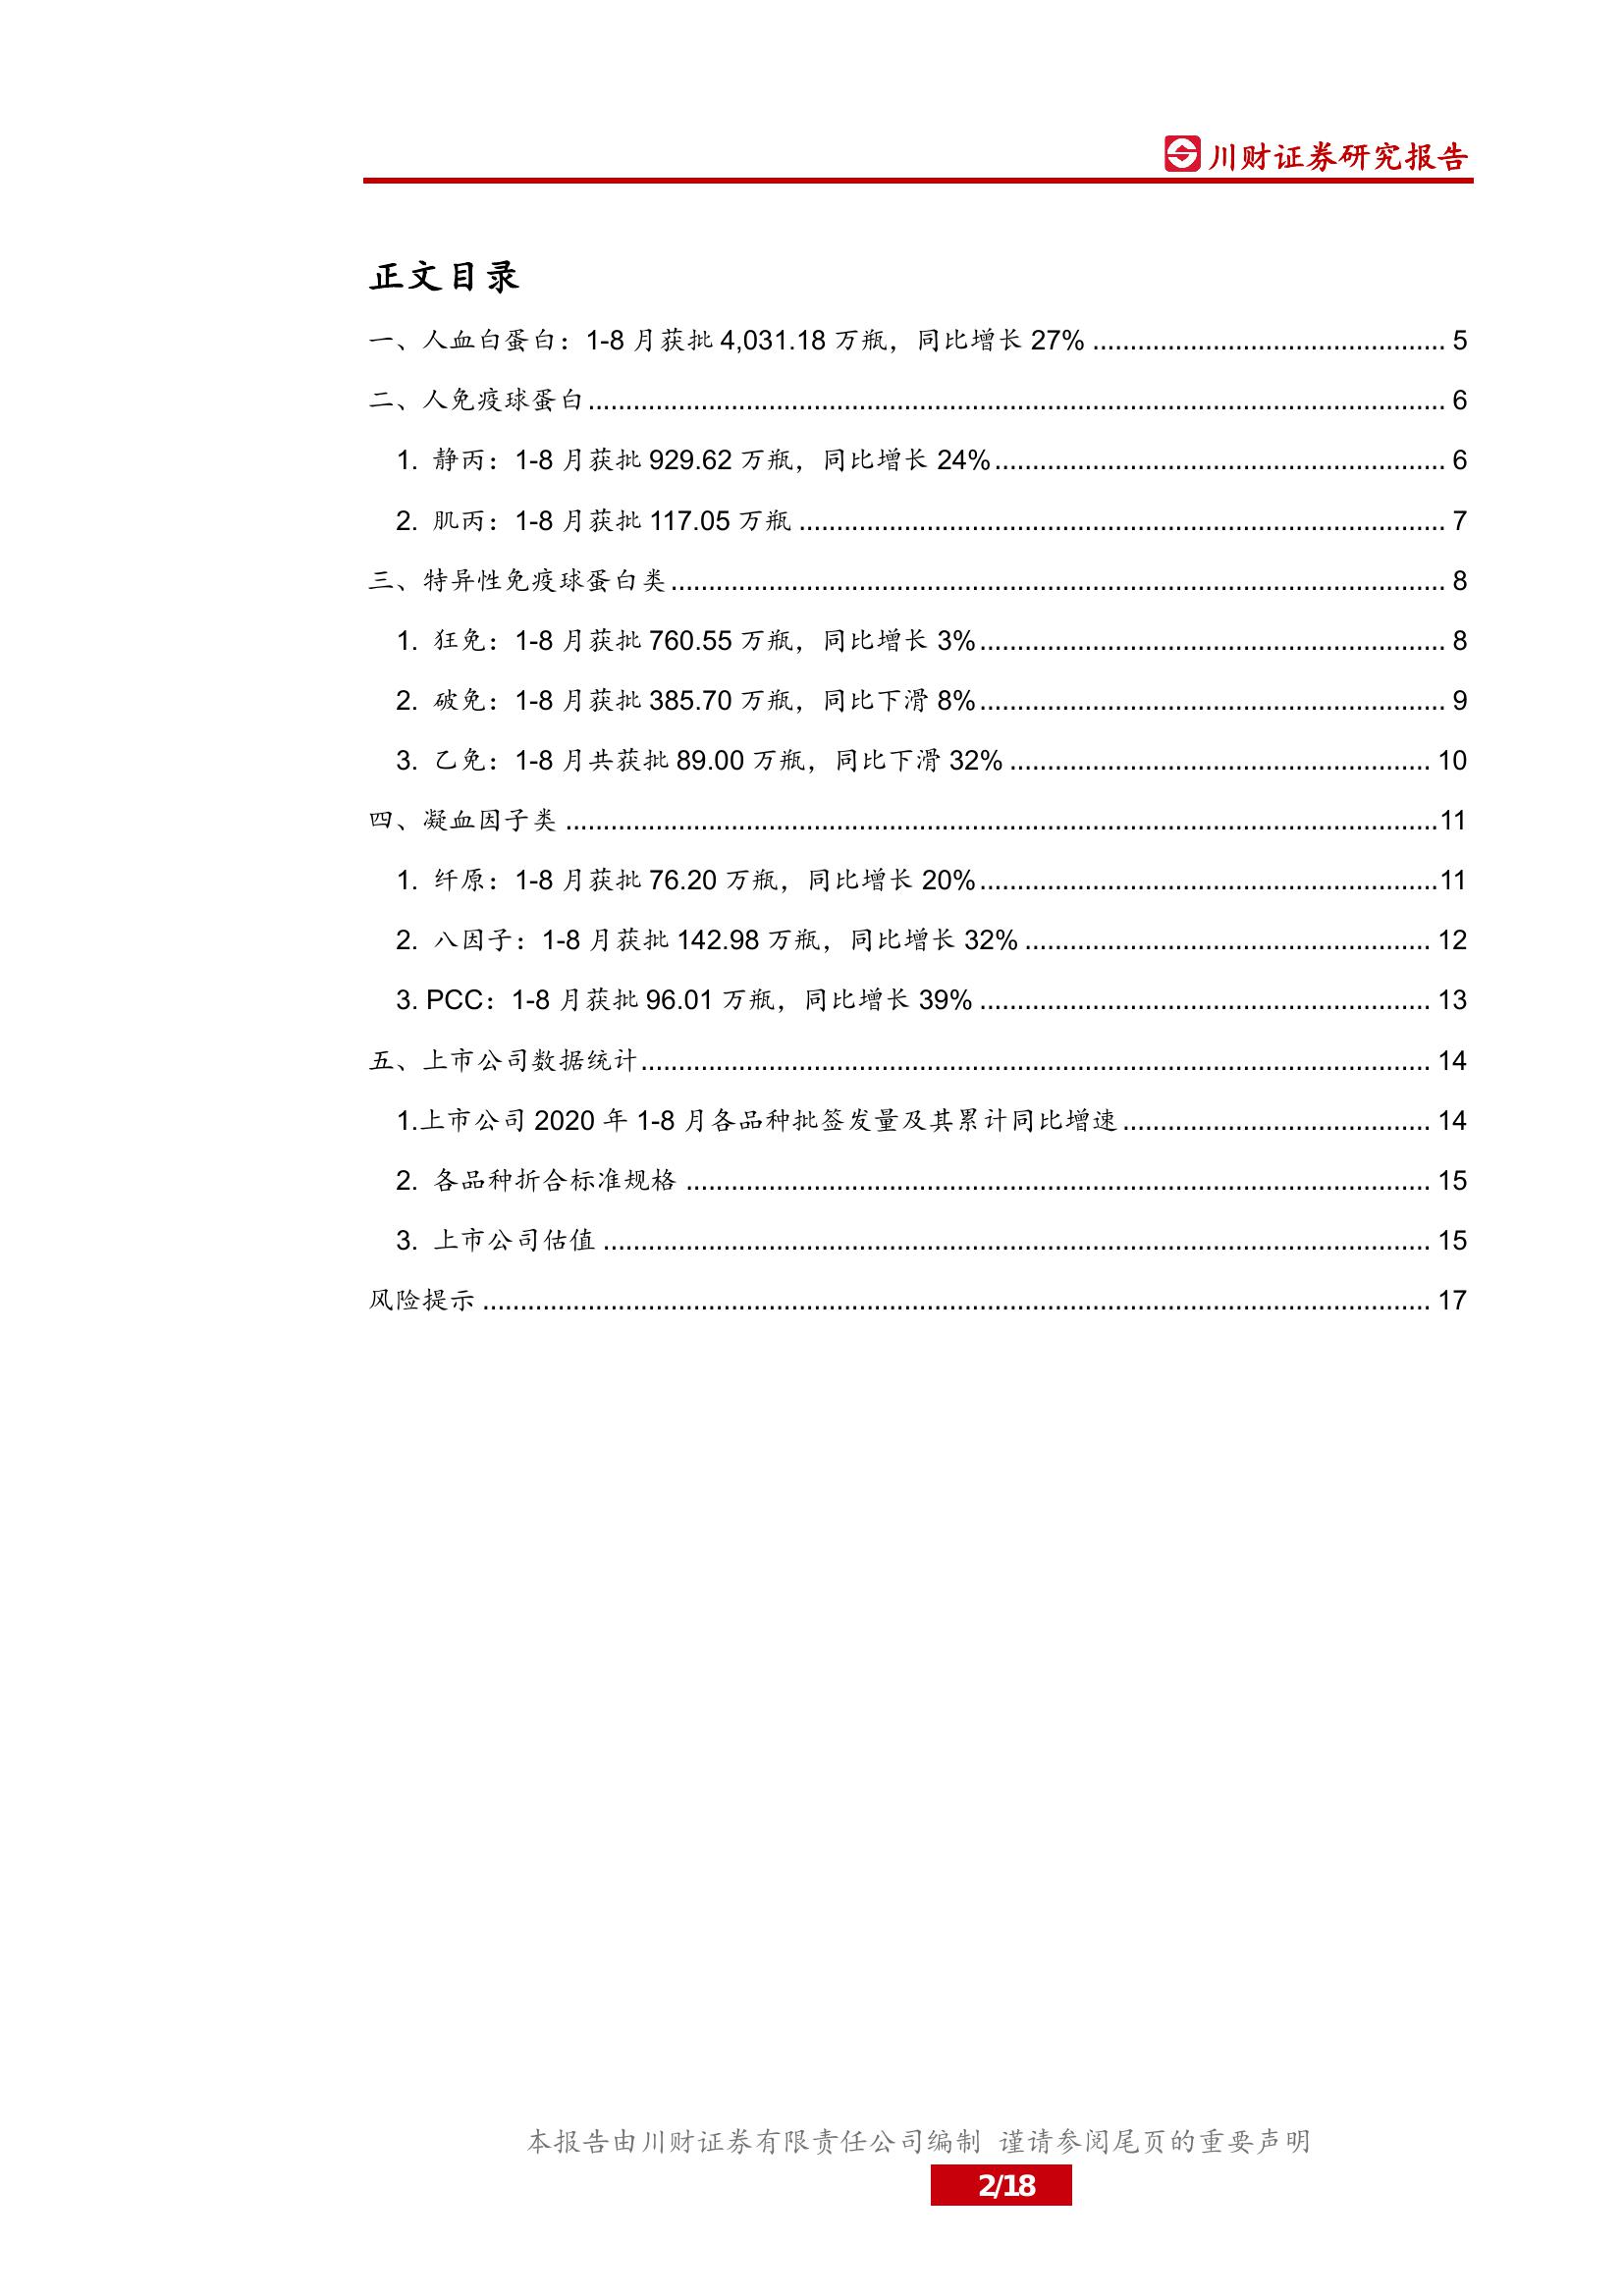 川财证券研究报告
正文目录
一、人血白蛋白：1-8 月获批 4,031.18 万瓶，同比增长 27% ............................................... 5
二、人免疫球蛋白 ................................................................................................................... 6
1. 静丙：1-8 月获批 929.62 万瓶，同比增长 24% ............................................................ 6
2. 肌丙：1-8 月获批 117.05 万瓶 ...................................................................................... 7
三、特异性免疫球蛋白类 ........................................................................................................ 8
1. 狂免：1-8 月获批 760.55 万瓶，同比增长 3% .............................................................. 8
2. 破免：1-8 月获批 385.70 万瓶，同比下滑 8% .............................................................. 9
3. 乙免：1-8 月共获批 89.00 万瓶，同比下滑 32% ........................................................ 10
四、凝血因子类 .................................................................................................................... 11
1. 纤原：1-8 月获批 76.20 万瓶，同比增长 20% ............................................................. 11
2. 八因子：1-8 月获批 142.98 万瓶，同比增长 32% ...................................................... 12
3. PCC：1-8 月获批 96.01 万瓶，同比增长 39% ............................................................ 13
五、上市公司数据统计 .......................................................................................................... 14
1.上市公司 2020 年 1-8 月各品种批签发量及其累计同比增速 ......................................... 14
2. 各品种折合标准规格 ................................................................................................... 15
3. 上市公司估值 .............................................................................................................. 15
风险提示 ............................................................................................................................... 17
本报告由川财证券有限责任公司编制 谨请参阅尾页的重要声明
2/18